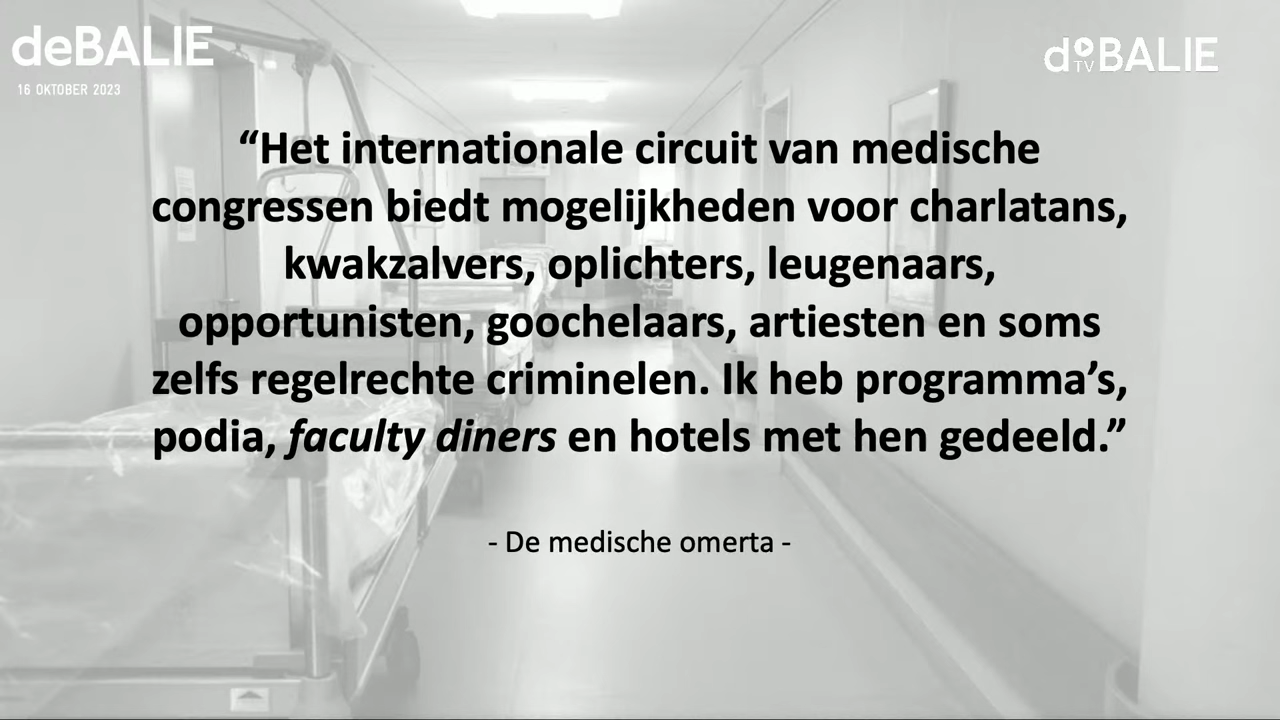 deBALIE
16 OKTOBER 2023
deBALIE TV
“Het internationale circuit van medische
congressen biedt mogelijkheden voor charlatans,
kwakzalvers, oplichters, leugenaars,
opportunisten, goochelaars, artiesten en soms
zelfs regelrechte criminelen. Ik heb programma’s,
podia, faculty diners en hotels met hen gedeeld.”
- De medische omerta -